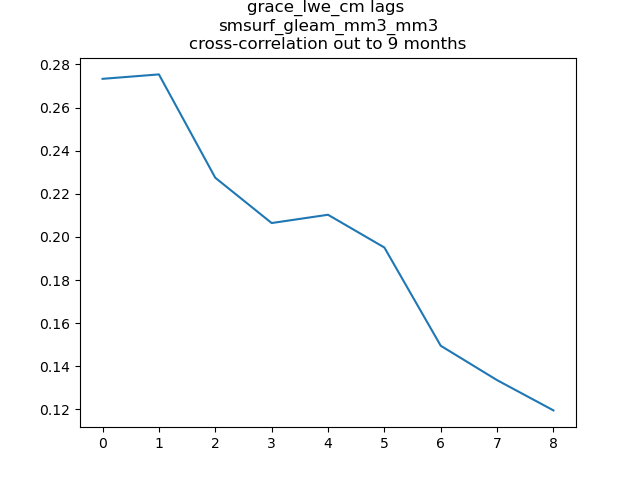 grace_lwe_cm lags
smsurf_gleam_mm3_mm3
cross-correlation out to 9 months
0.28
0.26
0.24
0.22
0.20
0.18
0.16
0.14
0.12
0 1 2 3 4 5 6 7 8